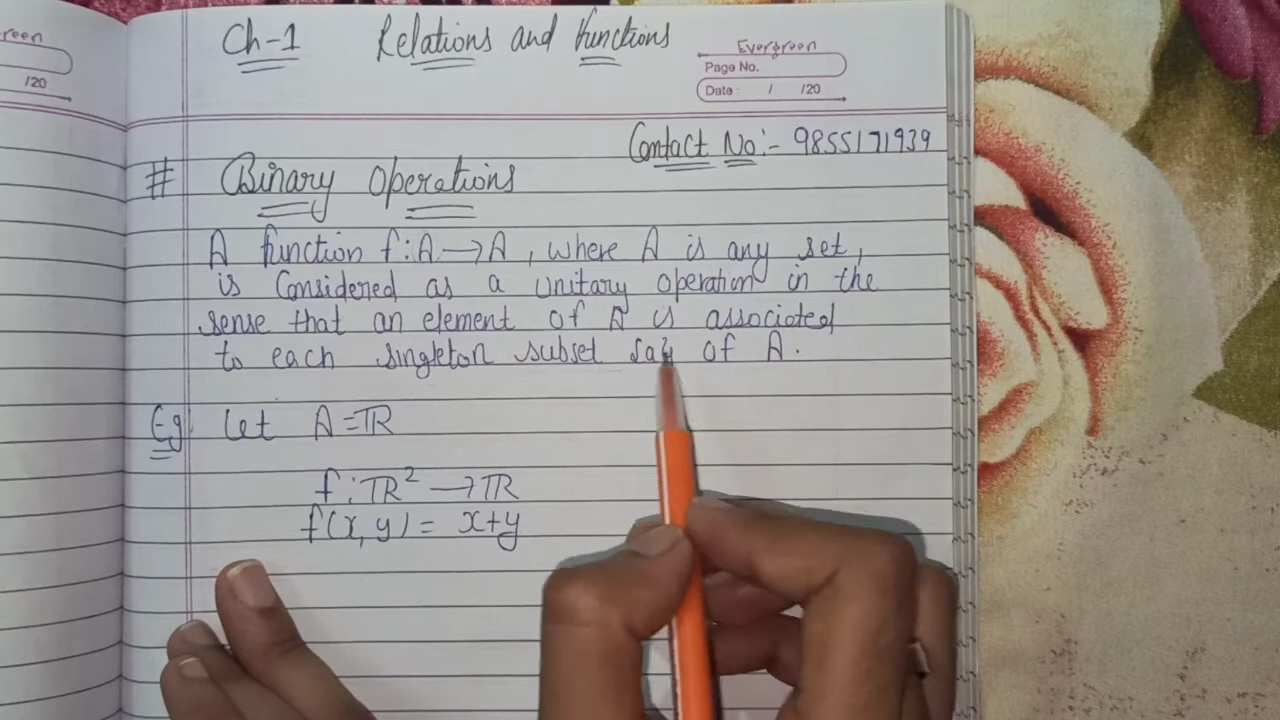 reen
/20
Ch-1 Relations and functions
Evergreen
Page No.
Date : / /20
Contact No:- 9855171939
# Binary Operations
A function f:A→A, where A is any set,
is Considered as a unitary operation in the
sense that an element of A is associated
to each singleton subset {a} of A.
Eg: Let A=ℝ
f:ℝ²→ℝ
f(x,y)= x+y